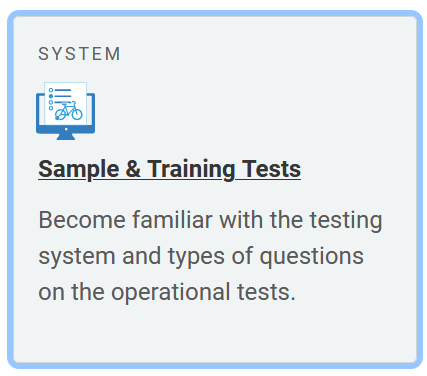 SYSTEM
Sample & Training Tests
Become familiar with the testing
system and types of questions
on the operational tests.